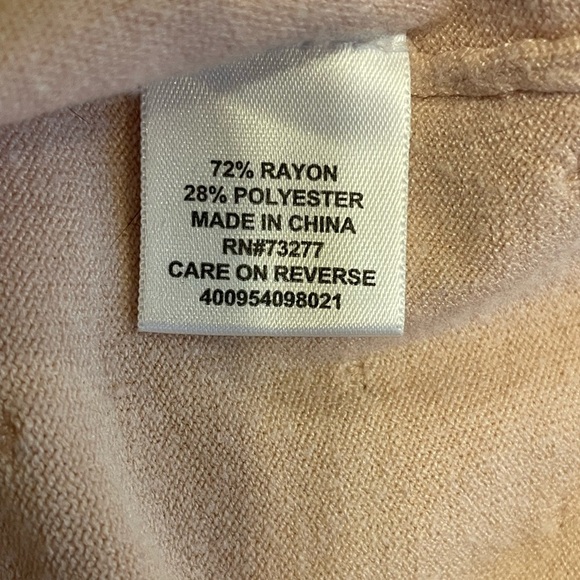 72% RAYON
28% POLYESTER
MADE IN CHINA
RN#73277
CARE ON REVERSE
400954098021